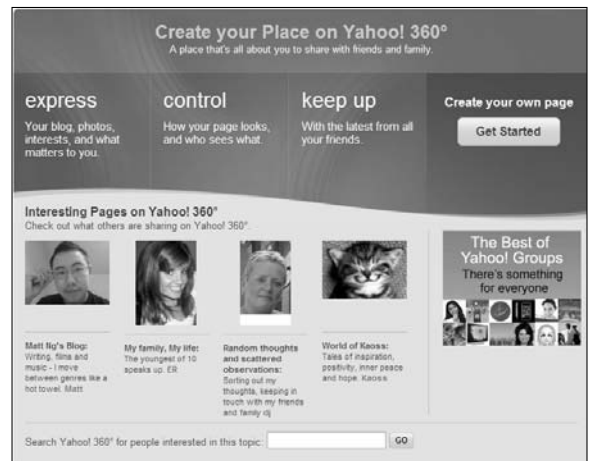 Create your Place on Yahoo! 360°
A place that's all about you to share with friends and family.
express
Your blog, photos,
interests, and what
matters to you.
control
How your page looks,
and who sees what.
keep up
With the latest from all
your friends.
Create your own page
Get Started
Interesting Pages on Yahoo! 360°
Check out what others are sharing on Yahoo! 360°.
Matt Ng's Blog:
Writing, films and
music - I move
between genres like a
hot towel. Matt
My family, My life:
The youngest of 10
speaks up. ER
Random thoughts
and scattered
observations:
Sorting out my
thoughts, keeping in
touch with my friends
and family dj
World of Kaoss:
Tales of inspiration,
positivity, inner peace
and hope. Kaoss
The Best of
Yahoo! Groups
There's something
for everyone
Search Yahoo! 360° for people interested in this topic:
GO